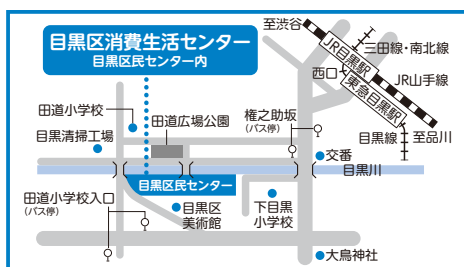 目黒区消費生活センター
目黒区民センター内
至渋谷
JR目黒駅
三田線・南北線
西口
東急目黒駅
JR山手線
目黒線
至品川
田道小学校
目黒清掃工場
田道広場公園
権之助坂
(バス停)
交番
目黒川
目黒区民センター
田道小学校入口
(バス停)
目黒区
美術館
下目黒
小学校
大鳥神社